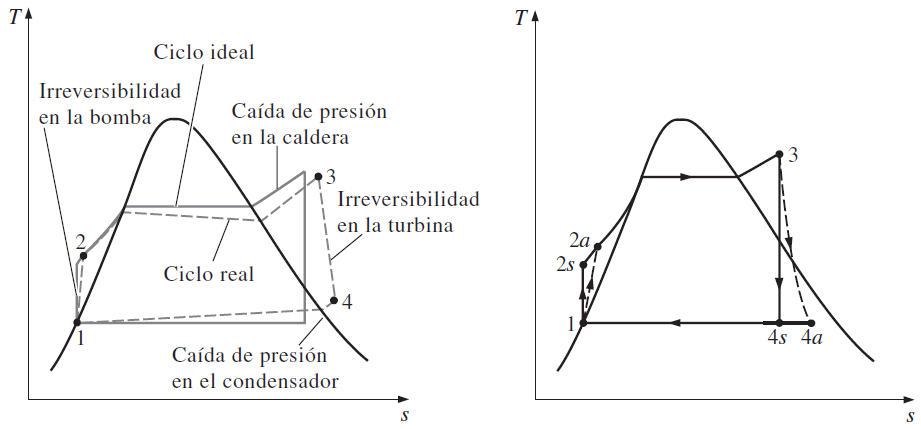 T
Ciclo ideal
Irreversibilidad
en la bomba
Caída de presión
en la caldera
3
Irreversibilidad
en la turbina
2
Ciclo real
4
1
Caída de presión
en el condensador
s
T
3
2a
2s
1
4s 4a
s